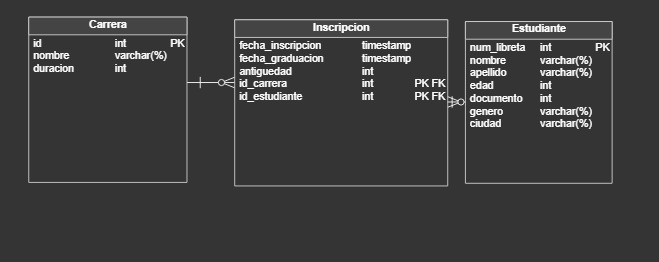 Carrera
id int PK
nombre varchar(%)
duracion int
Inscripcion
fecha_inscripcion timestamp
fecha_graduacion timestamp
antiguedad int
id_carrera int PK FK
id_estudiante int PK FK
Estudiante
num_libreta int PK
nombre varchar(%)
apellido varchar(%)
edad int
documento int
genero varchar(%)
ciudad varchar(%)